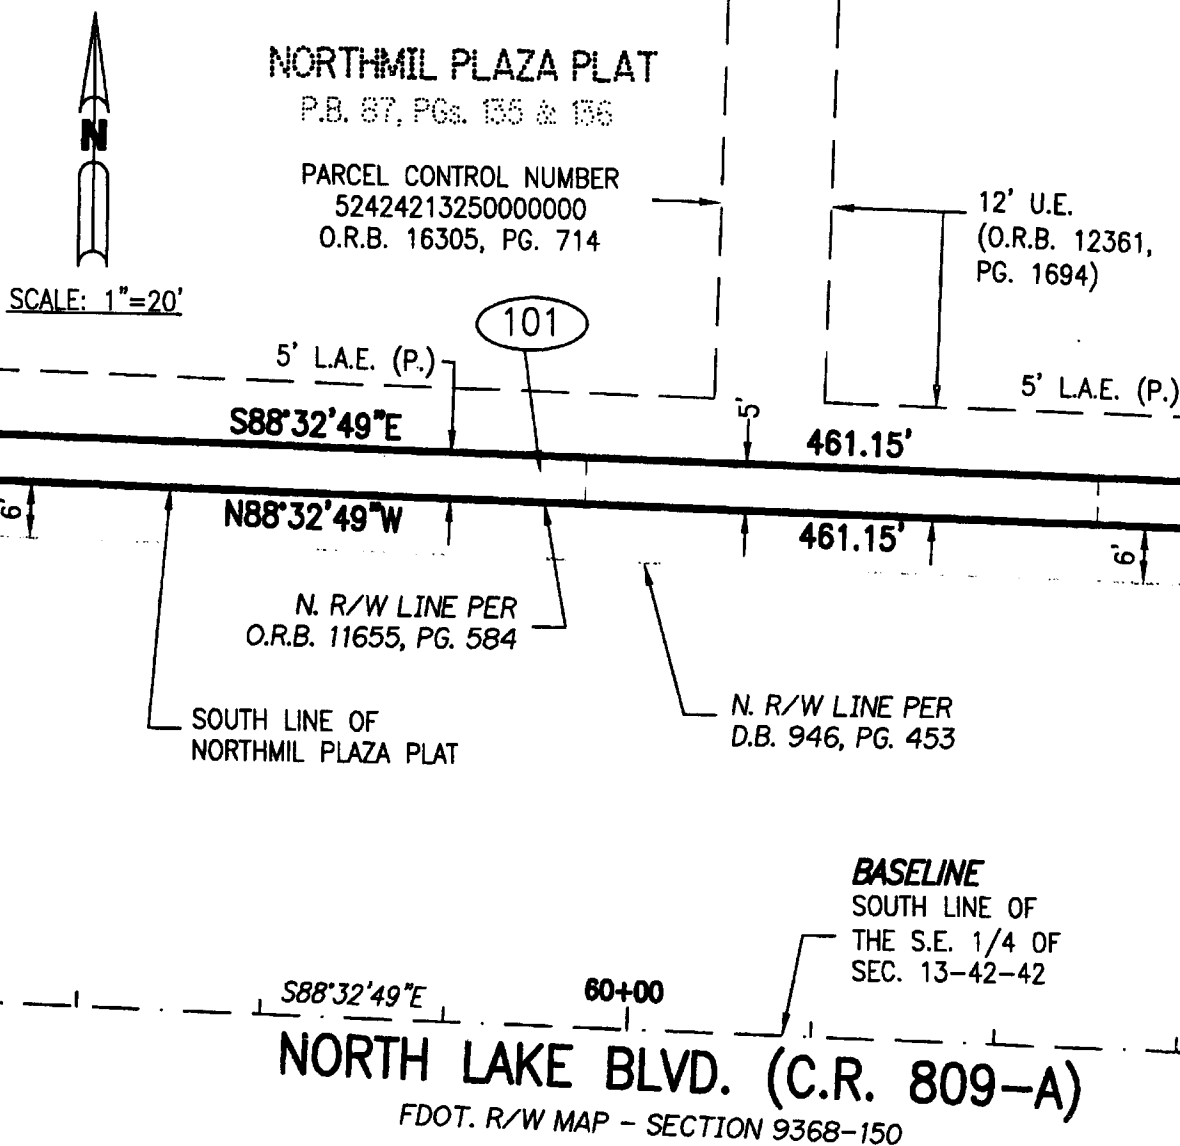 NORTHMIL PLAZA PLAT
P.B. 87, PGs. 135 & 136
N
PARCEL CONTROL NUMBER
52424213250000000
O.R.B. 16305, PG. 714
12' U.E.
(O.R.B. 12361,
PG. 1694)
SCALE: 1"=20'
101
5' L.A.E. (P.)
5' L.A.E. (P.)
5'
S88°32'49"E
461.15'
6'
N88°32'49"W
461.15'
6'
N. R/W LINE PER
O.R.B. 11655, PG. 584
SOUTH LINE OF
NORTHMIL PLAZA PLAT
N. R/W LINE PER
D.B. 946, PG. 453
BASELINE
SOUTH LINE OF
THE S.E. 1/4 OF
SEC. 13-42-42
S88°32'49"E
60+00
NORTH LAKE BLVD. (C.R. 809-A)
FDOT. R/W MAP - SECTION 9368-150